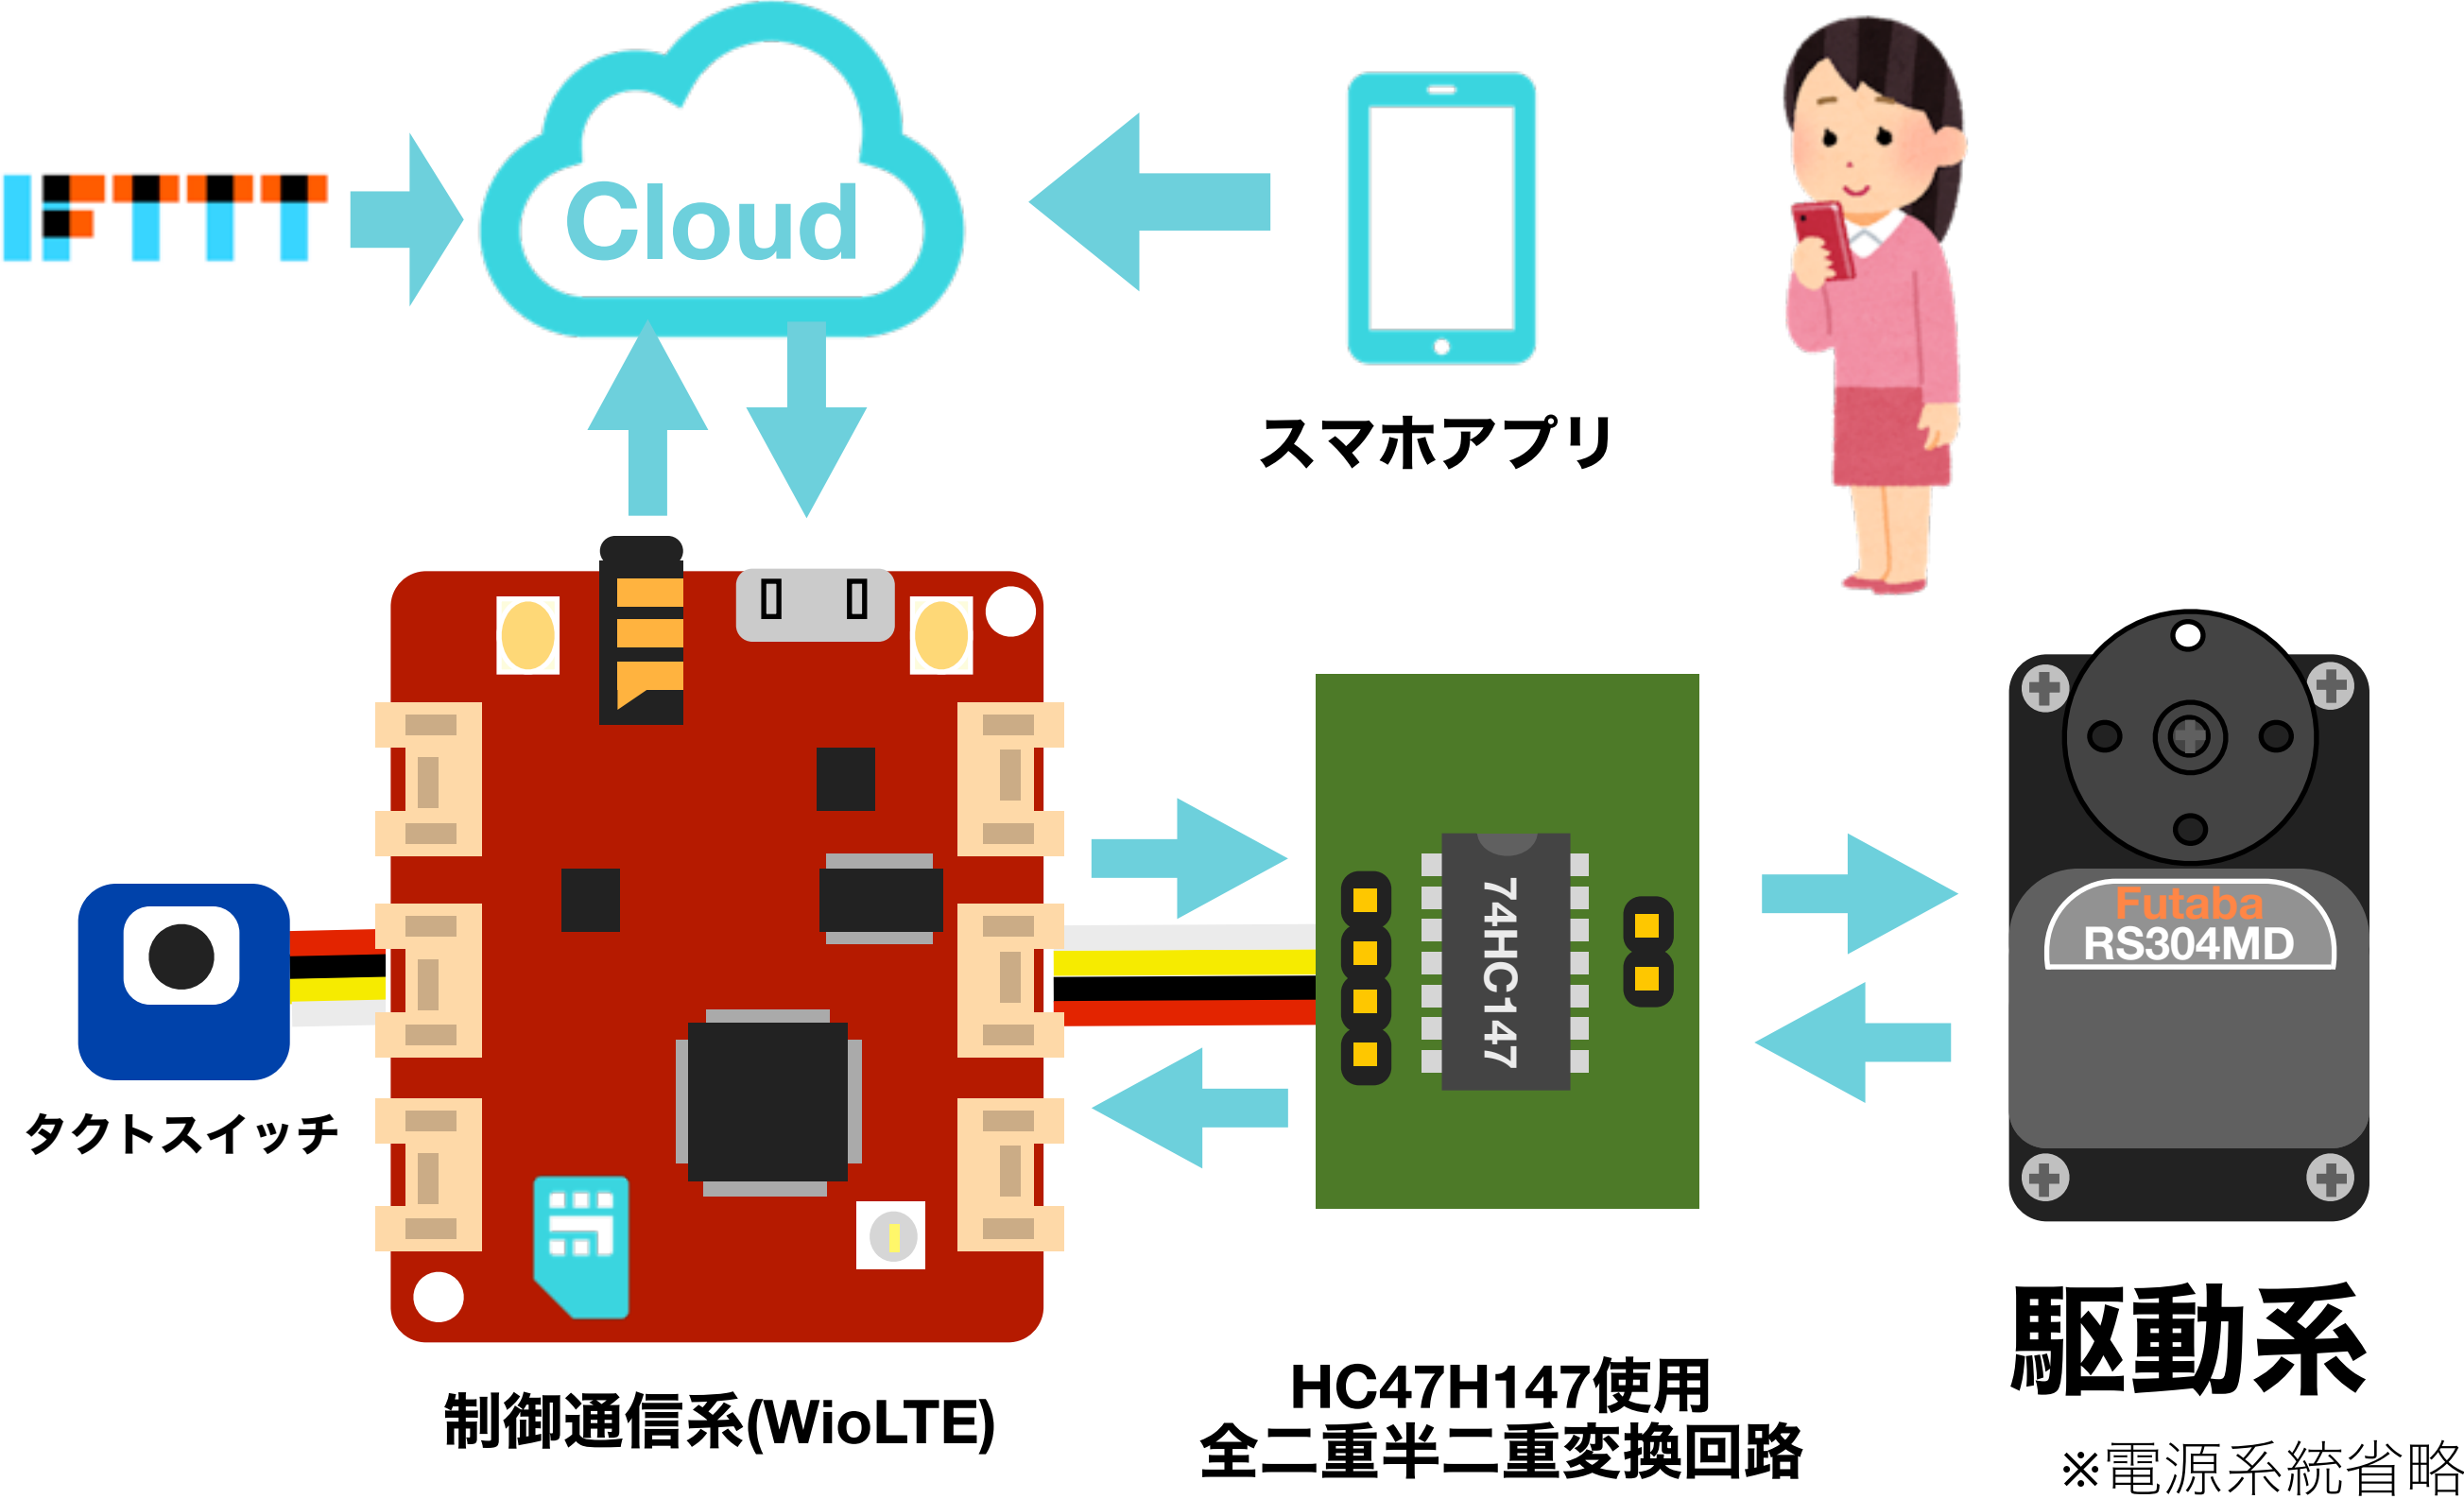 IFTTT
Cloud
スマホアプリ
74HC147
Futaba
RS304MD
タクトスイッチ
制御通信系(WioLTE)
HC47H147使用
全二重半二重変換回路
駆動系
※電源系統省略